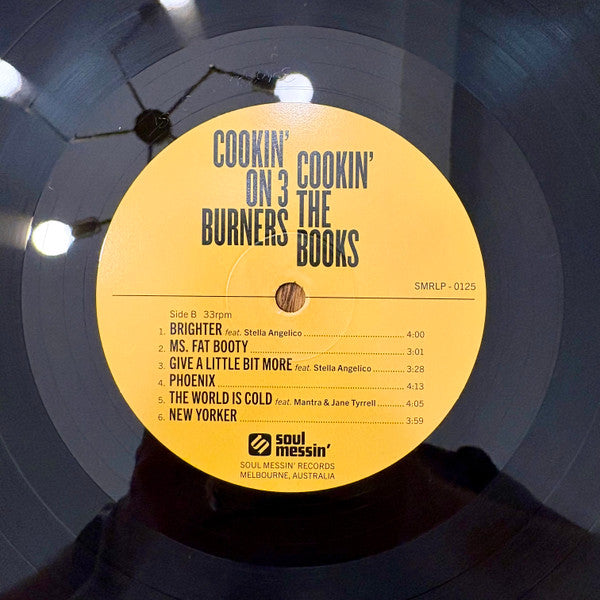 COOKIN'
ON 3
BURNERS
COOKIN'
THE
BOOKS
SMRLP - 0125
Side B 33rpm
1. BRIGHTER feat. Stella Angelico 4:00
2. MS. FAT BOOTY 3:01
3. GIVE A LITTLE BIT MORE feat. Stella Angelico 3:28
4. PHOENIX 4:13
5. THE WORLD IS COLD feat. Mantra & Jane Tyrrell 4:05
6. NEW YORKER 3:59
soul
messin'
SOUL MESSIN' RECORDS
MELBOURNE, AUSTRALIA